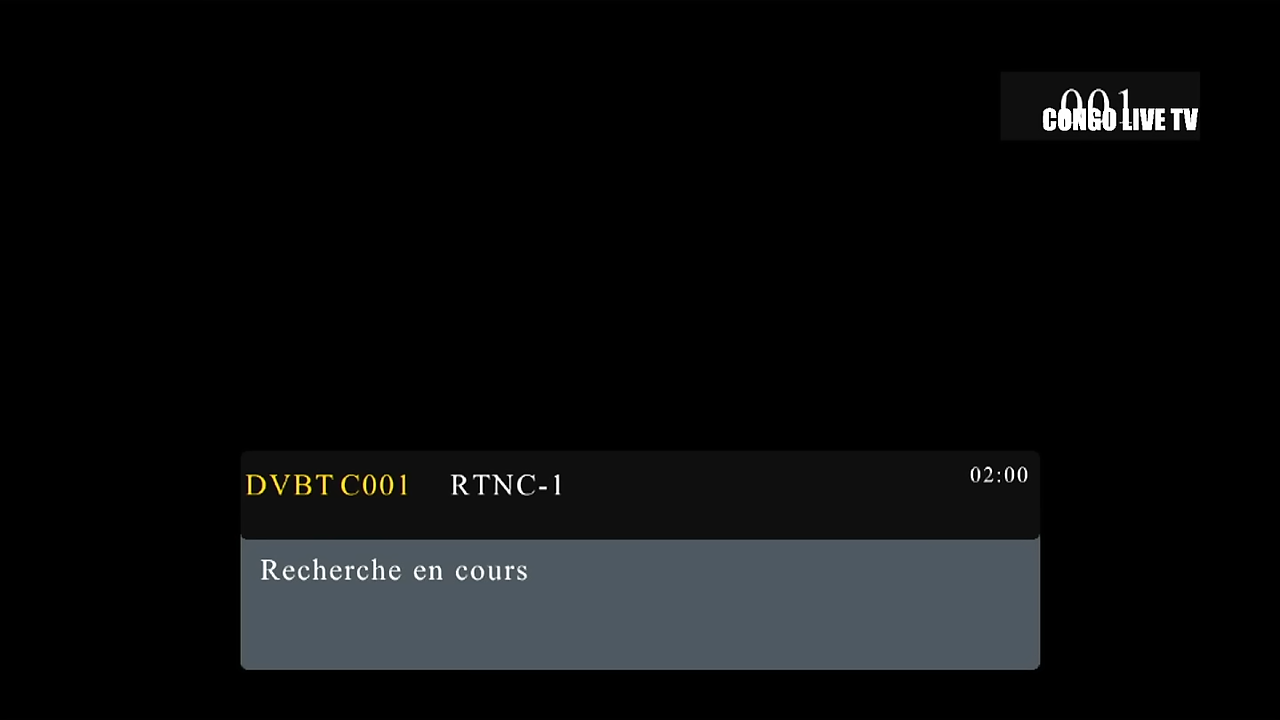 001
CONGO LIVE TV
DVBT C001 RTNC-1
02:00
Recherche en cours